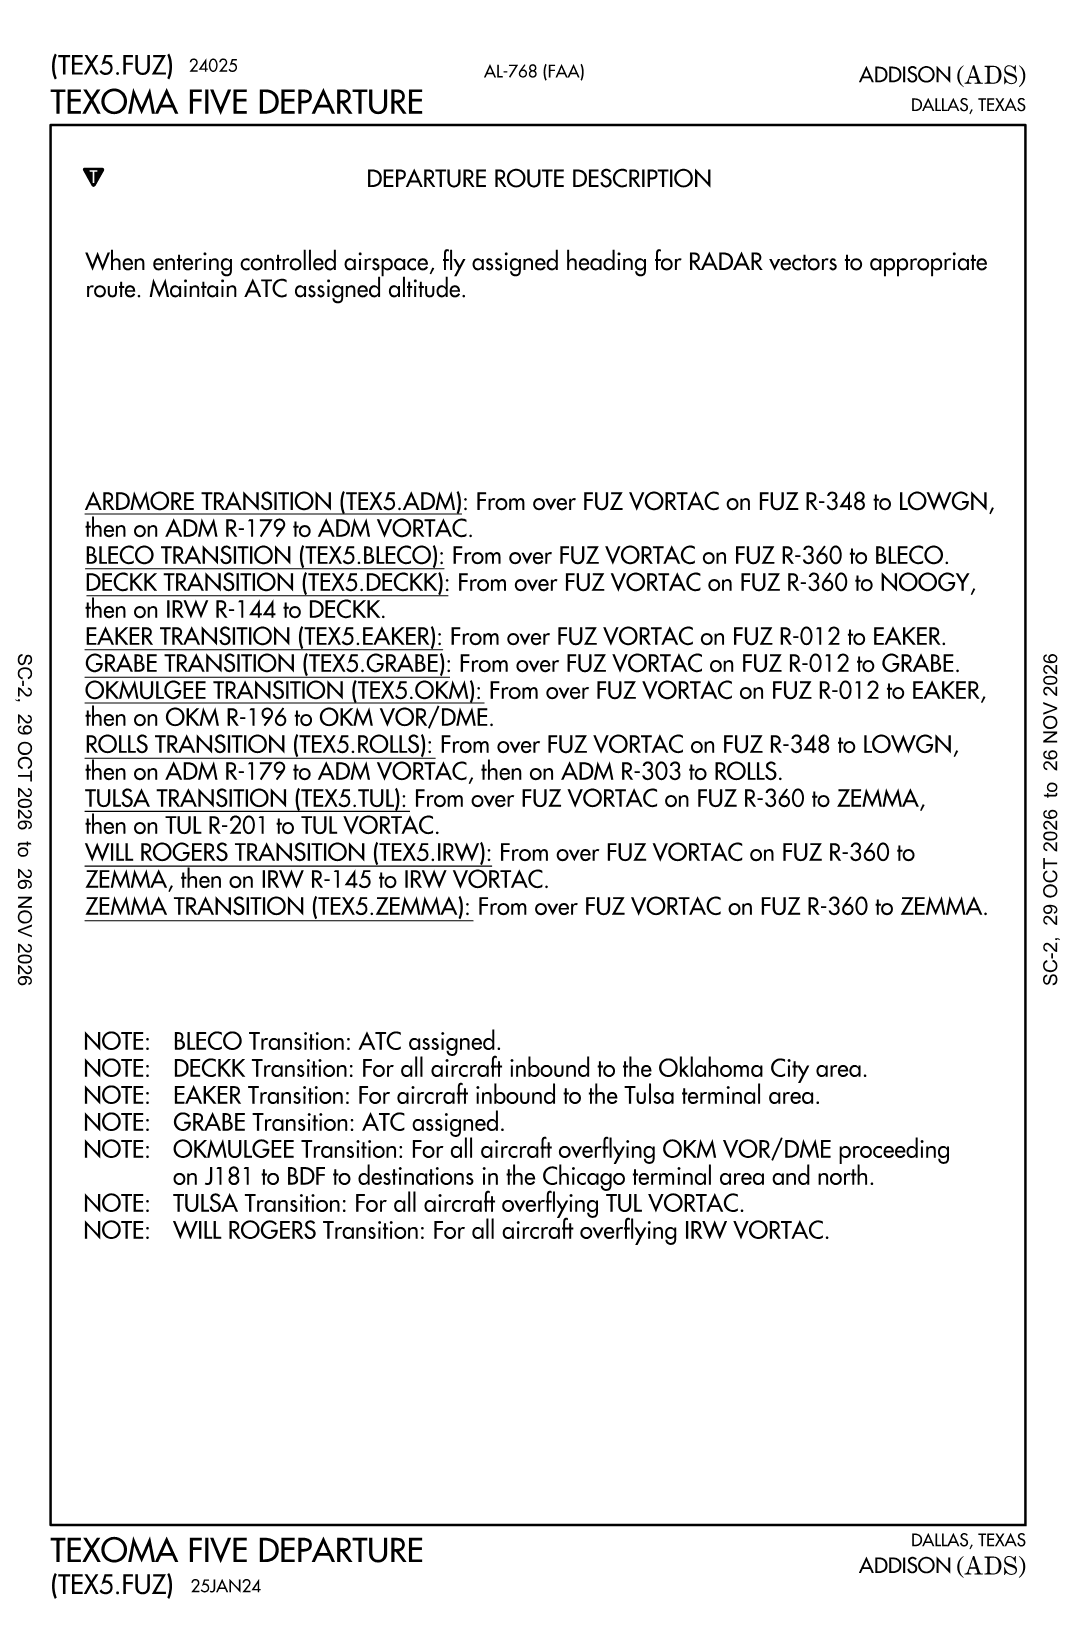 (TEX5.FUZ) 24025
AL-768 (FAA)
ADDISON (ADS)
TEXOMA FIVE DEPARTURE
DALLAS, TEXAS
T
DEPARTURE ROUTE DESCRIPTION
When entering controlled airspace, fly assigned heading for RADAR vectors to appropriate
route. Maintain ATC assigned altitude.
ARDMORE TRANSITION (TEX5.ADM): From over FUZ VORTAC on FUZ R-348 to LOWGN,
then on ADM R-179 to ADM VORTAC.
BLECO TRANSITION (TEX5.BLECO): From over FUZ VORTAC on FUZ R-360 to BLECO.
DECKK TRANSITION (TEX5.DECKK): From over FUZ VORTAC on FUZ R-360 to NOOGY,
then on IRW R-144 to DECKK.
EAKER TRANSITION (TEX5.EAKER): From over FUZ VORTAC on FUZ R-012 to EAKER.
GRABE TRANSITION (TEX5.GRABE): From over FUZ VORTAC on FUZ R-012 to GRABE.
OKMULGEE TRANSITION (TEX5.OKM): From over FUZ VORTAC on FUZ R-012 to EAKER,
then on OKM R-196 to OKM VOR/DME.
ROLLS TRANSITION (TEX5.ROLLS): From over FUZ VORTAC on FUZ R-348 to LOWGN,
then on ADM R-179 to ADM VORTAC, then on ADM R-303 to ROLLS.
TULSA TRANSITION (TEX5.TUL): From over FUZ VORTAC on FUZ R-360 to ZEMMA,
then on TUL R-201 to TUL VORTAC.
WILL ROGERS TRANSITION (TEX5.IRW): From over FUZ VORTAC on FUZ R-360 to
ZEMMA, then on IRW R-145 to IRW VORTAC.
ZEMMA TRANSITION (TEX5.ZEMMA): From over FUZ VORTAC on FUZ R-360 to ZEMMA.
SC-2, 29 OCT 2026 to 26 NOV 2026
SC-2, 29 OCT 2026 to 26 NOV 2026
NOTE: BLECO Transition: ATC assigned.
NOTE: DECKK Transition: For all aircraft inbound to the Oklahoma City area.
NOTE: EAKER Transition: For aircraft inbound to the Tulsa terminal area.
NOTE: GRABE Transition: ATC assigned.
NOTE: OKMULGEE Transition: For all aircraft overflying OKM VOR/DME proceeding
on J181 to BDF to destinations in the Chicago terminal area and north.
NOTE: TULSA Transition: For all aircraft overflying TUL VORTAC.
NOTE: WILL ROGERS Transition: For all aircraft overflying IRW VORTAC.
TEXOMA FIVE DEPARTURE
DALLAS, TEXAS
(TEX5.FUZ) 25JAN24
ADDISON (ADS)